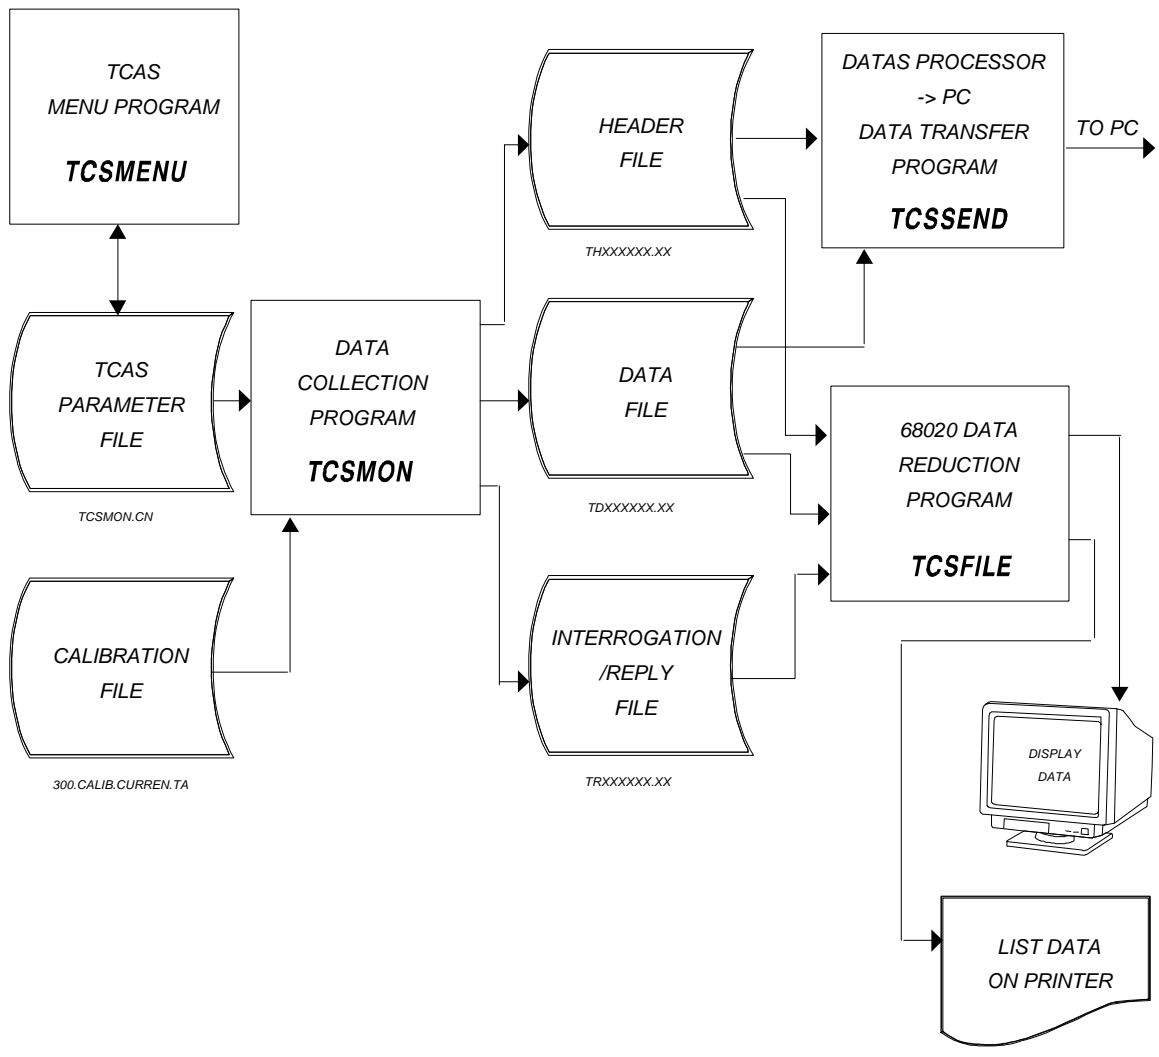 TCAS
MENU PROGRAM
TCSMENU
TCAS
PARAMETER
FILE
TCSMON.CN
CALIBRATION
FILE
300.CALIB.CURREN.TA
DATA
COLLECTION
PROGRAM
TCSMON
HEADER
FILE
THXXXXXX.XX
DATA
FILE
TDXXXXXX.XX
INTERROGATION
/REPLY
FILE
TRXXXXXX.XX
DATAS PROCESSOR
-> PC
DATA TRANSFER
PROGRAM
TCSSEND
TO PC
68020 DATA
REDUCTION
PROGRAM
TCSFILE
DISPLAY
DATA
LIST DATA
ON PRINTER